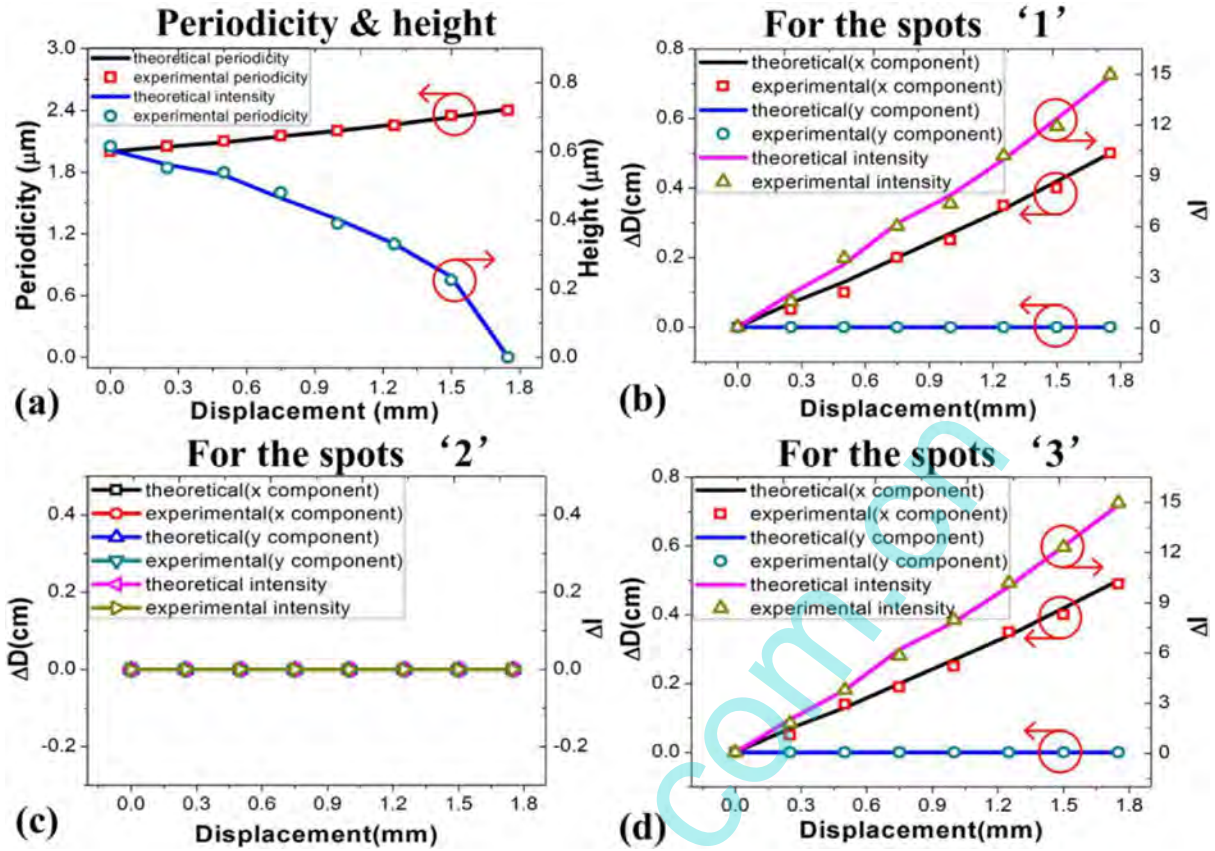 Periodicity & height
3.0
2.4
1.8
1.2
0.6
0.0
Periodicity (μm)
theoretical periodicity
experimental periodicity
theoretical intensity
experimental periodicity
0.8
0.6
0.4
0.2
0.0
Height (μm)
0.0 0.3 0.6 0.9 1.2 1.5 1.8
Displacement (mm)
(a)
For the spots ‘1’
0.8
0.6
0.4
0.2
0.0
ΔD(cm)
theoretical(x component)
experimental(x component)
theoretical(y component)
experimental(y component)
theoretical intensity
experimental intensity
15
12
9
6
3
0
ΔI
0.0 0.3 0.6 0.9 1.2 1.5 1.8
Displacement(mm)
(b)
For the spots ‘2’
0.4
0.2
0.0
-0.2
ΔD(cm)
theoretical(x component)
experimental(x component)
theoretical(y component)
experimental(y component)
theoretical intensity
experimental intensity
0.4
0.2
0.0
-0.2
ΔI
0.0 0.3 0.6 0.9 1.2 1.5 1.8
Displacement(mm)
(c)
For the spots ‘3’
0.8
0.6
0.4
0.2
0.0
ΔD(cm)
theoretical(x component)
experimental(x component)
theoretical(y component)
experimental(y component)
theoretical intensity
experimental intensity
15
12
9
6
3
0
ΔI
0.0 0.3 0.6 0.9 1.2 1.5 1.8
Displacement(mm)
(d)
com.cn